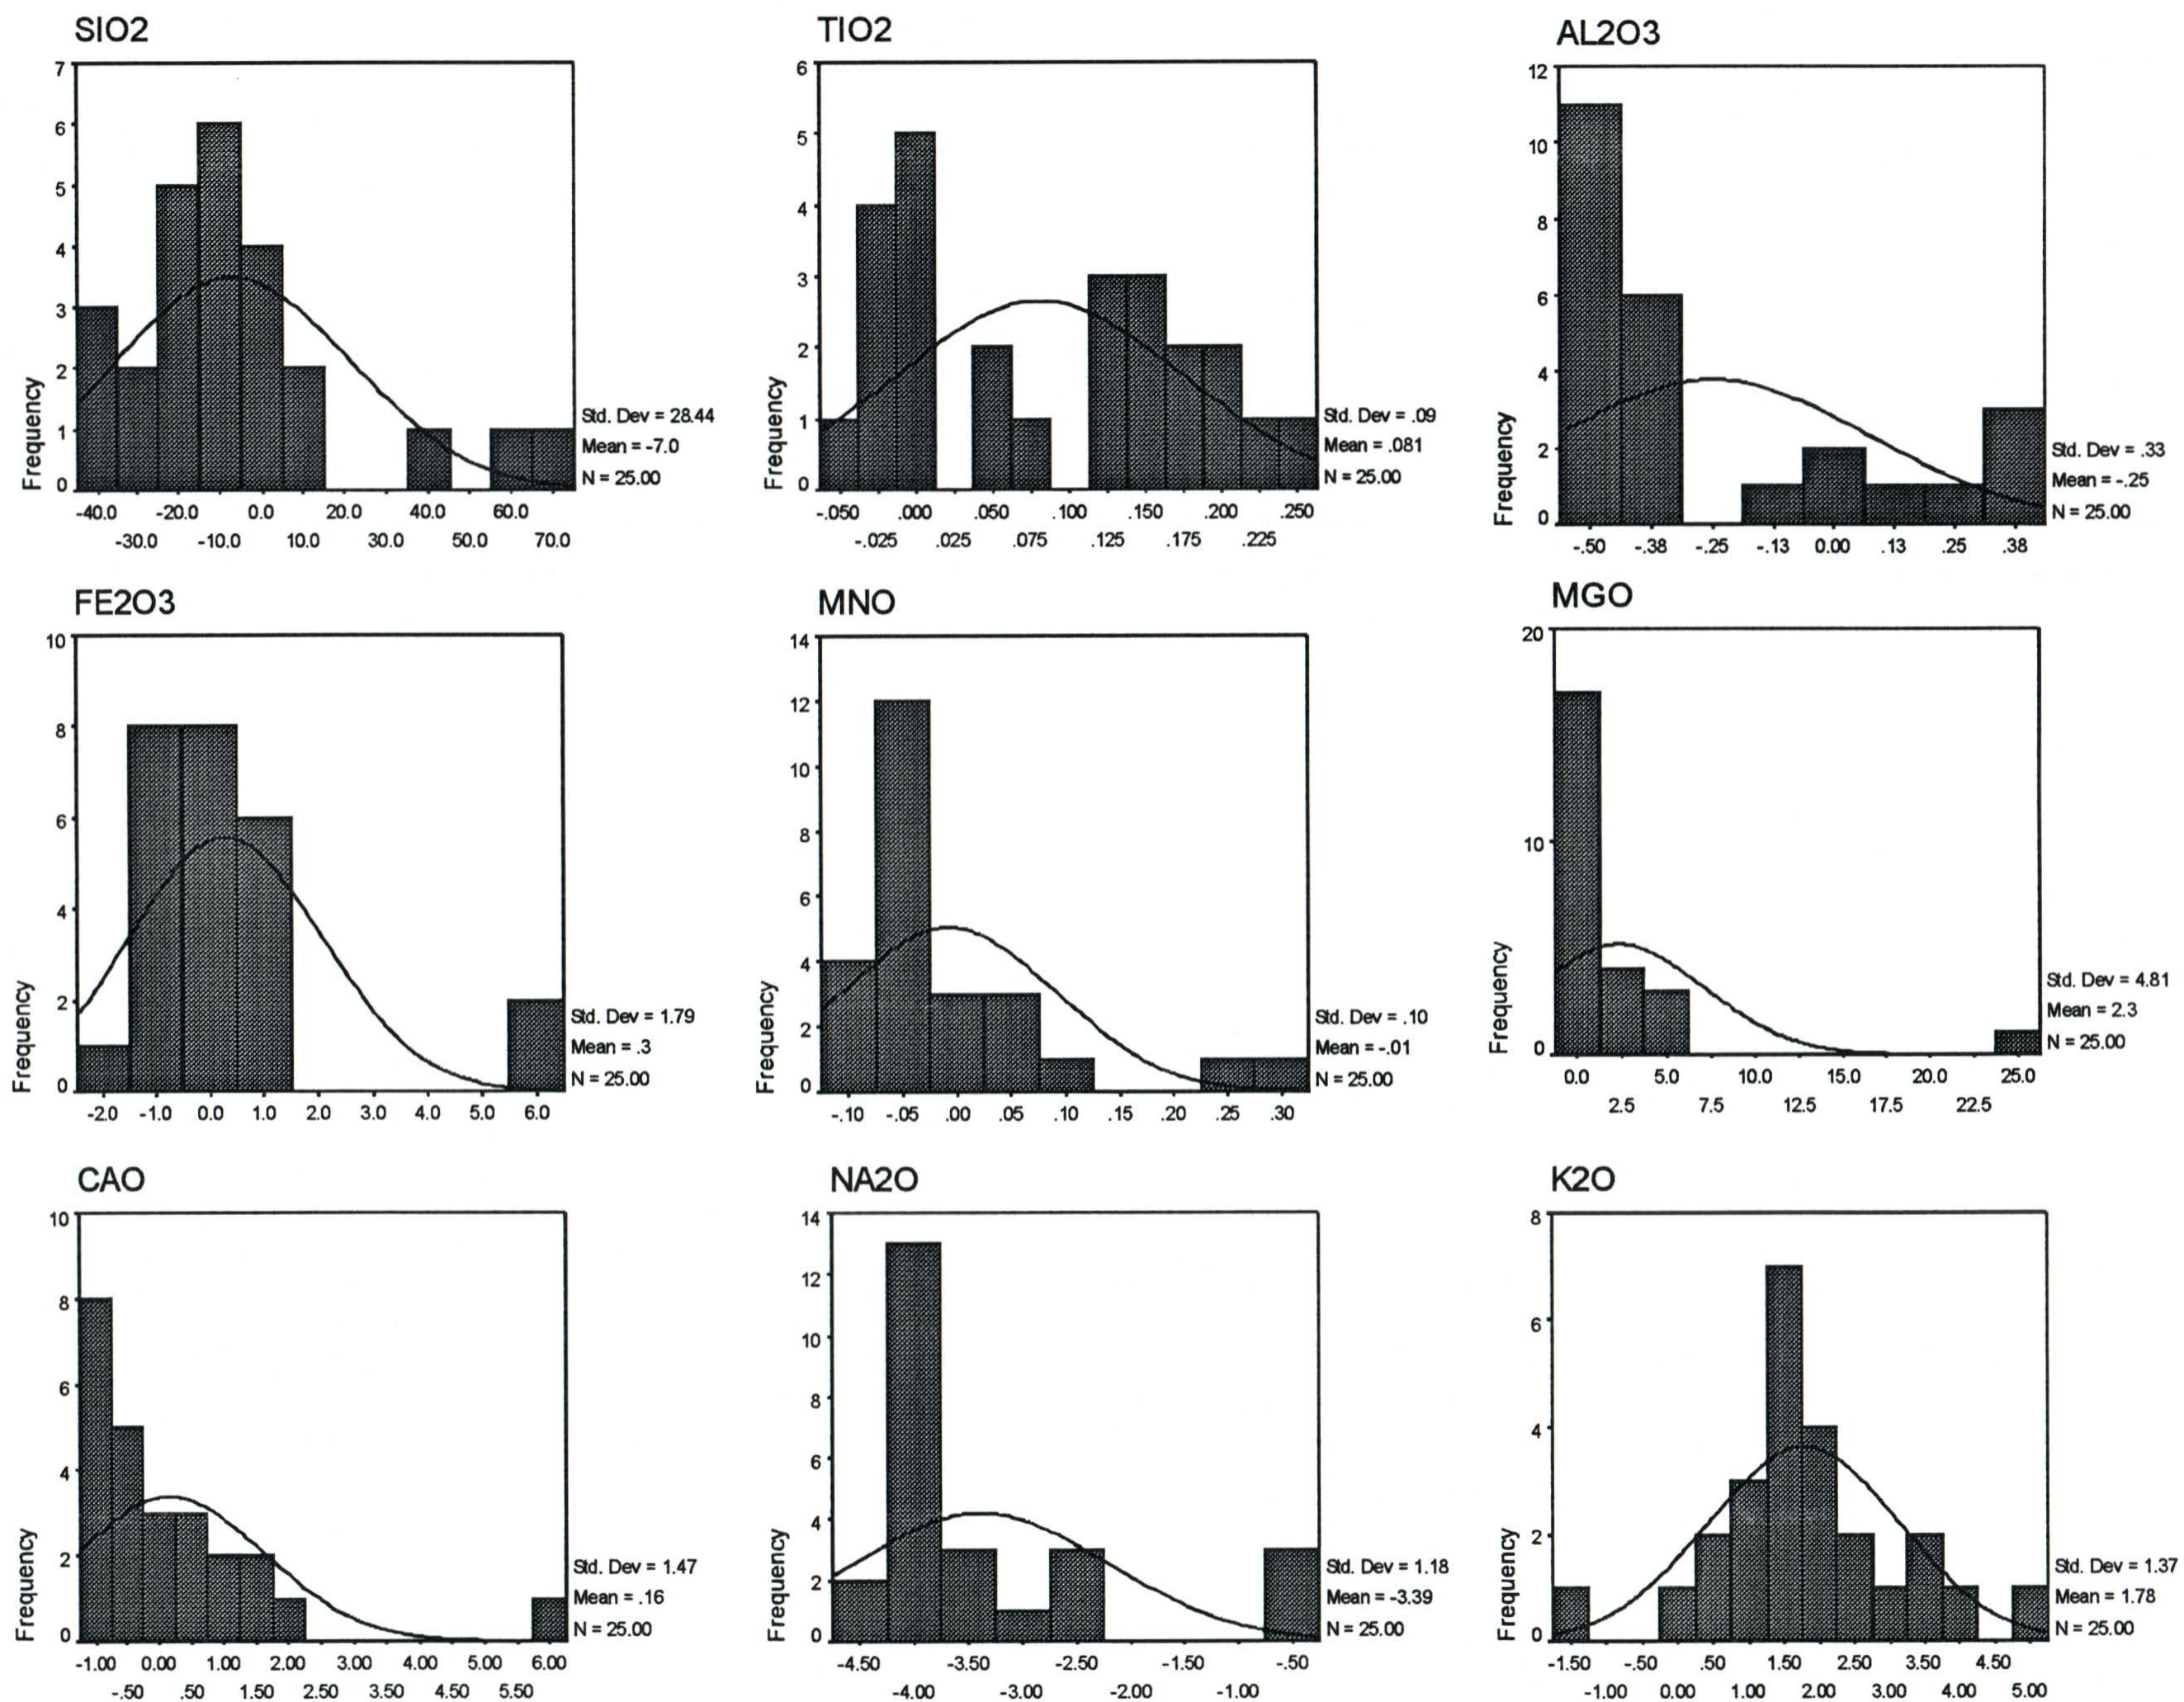 SIO2
7
6
5
4
3
2
1
0
Frequency
-40.0 -20.0 0.0 20.0 40.0 60.0
-30.0 -10.0 10.0 30.0 50.0 70.0
Std. Dev = 28.44
Mean = -7.0
N = 25.00
TIO2
6
5
4
3
2
1
0
Frequency
-.050 .000 .050 .100 .150 .200 .250
-.025 .025 .075 .125 .175 .225
Std. Dev = .09
Mean = .081
N = 25.00
AL2O3
12
10
8
6
4
2
0
Frequency
-.50 -.38 -.25 -.13 0.00 .13 .25 .38
Std. Dev = .33
Mean = -.25
N = 25.00
FE2O3
10
8
6
4
2
0
Frequency
-2.0 -1.0 0.0 1.0 2.0 3.0 4.0 5.0 6.0
Std. Dev = 1.79
Mean = .3
N = 25.00
MNO
14
12
10
8
6
4
2
0
Frequency
-.10 -.05 .00 .05 .10 .15 .20 .25 .30
Std. Dev = .10
Mean = -.01
N = 25.00
MGO
20
10
0
Frequency
0.0 5.0 10.0 15.0 20.0 25.0
2.5 7.5 12.5 17.5 22.5
Std. Dev = 4.81
Mean = 2.3
N = 25.00
CAO
10
8
6
4
2
0
Frequency
-1.00 0.00 1.00 2.00 3.00 4.00 5.00 6.00
-.50 .50 1.50 2.50 3.50 4.50 5.50
Std. Dev = 1.47
Mean = .16
N = 25.00
NA2O
14
12
10
8
6
4
2
0
Frequency
-4.50 -3.50 -2.50 -1.50 -.50
-4.00 -3.00 -2.00 -1.00
Std. Dev = 1.18
Mean = -3.39
N = 25.00
K2O
8
6
4
2
0
Frequency
-1.50 -.50 .50 1.50 2.50 3.50 4.50
-1.00 0.00 1.00 2.00 3.00 4.00 5.00
Std. Dev = 1.37
Mean = 1.78
N = 25.00